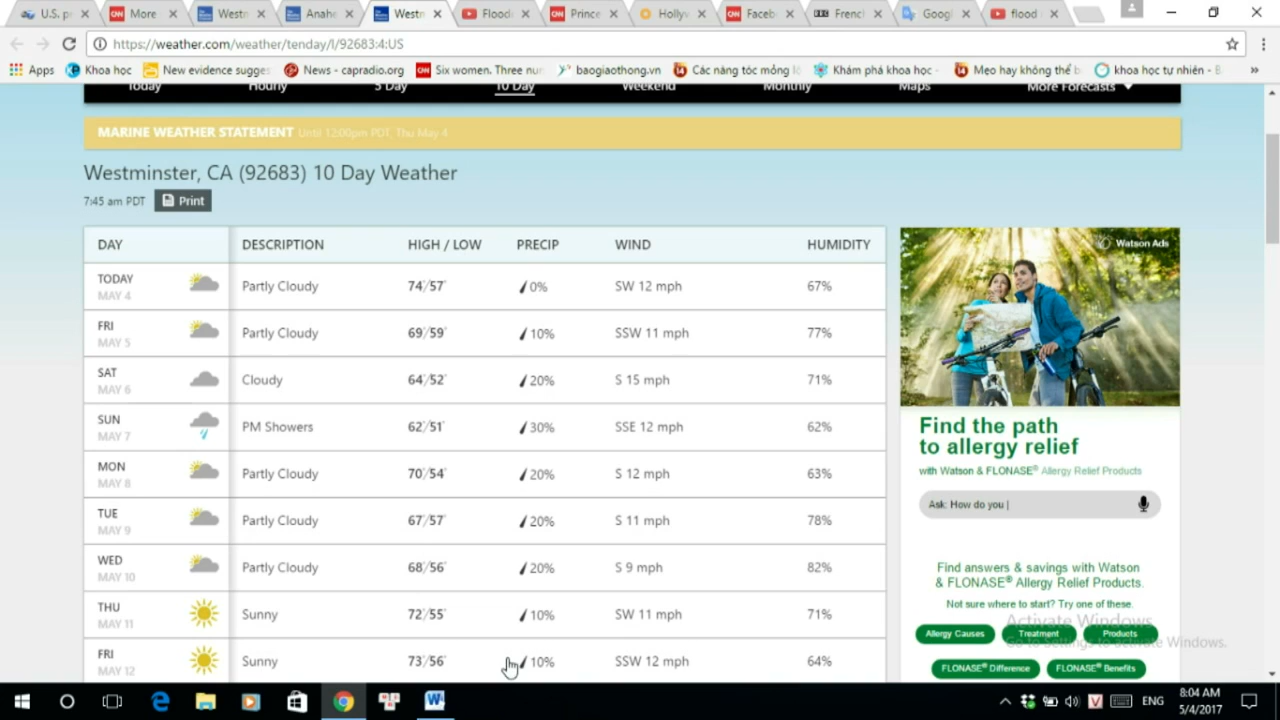 U.S. p
More
Westn
Anahe
Westn
Flood
Prince
Hollyw
Faceb
Frenc
Googl
flood
https://weather.com/weather/tenday/l/92683:4:US
Apps
Khoa học
New evidence sugges
News - capradio.org
Six women. Three nu
baogiaothong.vn
Các nàng tóc mỏng
Khám phá khoa học -
Mẹo hay không thể b
khoa học tự nhiên - B
»
Today
Hourly
5 Day
10 Day
Weekend
Monthly
Maps
More Forecasts
MARINE WEATHER STATEMENT Until 12:00pm PDT, Thu May 4
Westminster, CA (92683) 10 Day Weather
7:45 am PDT Print
DAY DESCRIPTION HIGH / LOW PRECIP WIND HUMIDITY
TODAY
MAY 4
Partly Cloudy 74°/57° 0% SW 12 mph 67%
FRI
MAY 5
Partly Cloudy 69°/59° 10% SSW 11 mph 77%
SAT
MAY 6
Cloudy 64°/52° 20% S 15 mph 71%
SUN
MAY 7
PM Showers 62°/51° 30% SSE 12 mph 62%
MON
MAY 8
Partly Cloudy 70°/54° 20% S 12 mph 63%
TUE
MAY 9
Partly Cloudy 67°/57° 20% S 11 mph 78%
WED
MAY 10
Partly Cloudy 68°/56° 20% S 9 mph 82%
THU
MAY 11
Sunny 72°/55° 10% SW 11 mph 71%
FRI
MAY 12
Sunny 73°/56° 10% SSW 12 mph 64%
Watson Ads
Find the path
to allergy relief
with Watson & FLONASE® Allergy Relief Products
Ask: How do you |
Find answers & savings with Watson
& FLONASE® Allergy Relief Products.
Not sure where to start? Try one of these.
Activate Windows
Go to Settings to activate Windows.
Allergy Causes
Treatment
Products
FLONASE® Difference
FLONASE® Benefits
ENG
8:04 AM
5/4/2017